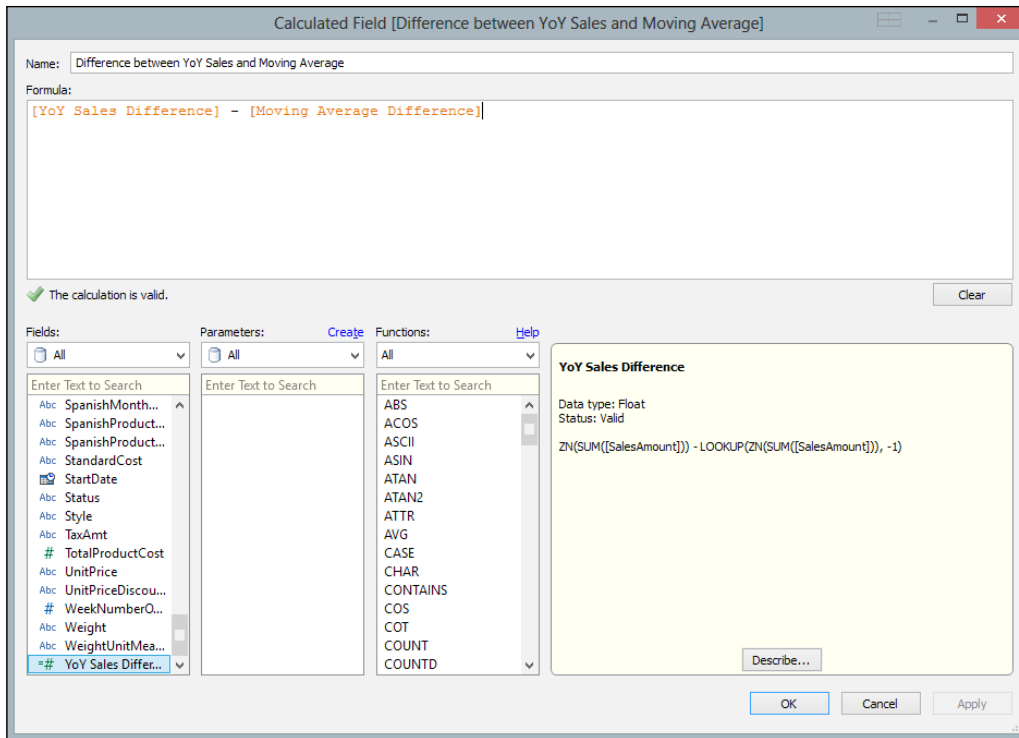 Calculated Field [Difference between YoY Sales and Moving Average]
Name: Difference between YoY Sales and Moving Average
Formula:
[YoY Sales Difference] - [Moving Average Difference]
The calculation is valid.
Clear
Fields:
All
Enter Text to Search
Abc SpanishMonth...
Abc SpanishProduct...
Abc SpanishProduct...
Abc StandardCost
StartDate
Abc Status
Abc Style
Abc TaxAmt
# TotalProductCost
Abc UnitPrice
Abc UnitPriceDiscou...
# WeekNumberO...
Abc Weight
Abc WeightUnitMea...
=# YoY Sales Differ...
Parameters: Create
All
Enter Text to Search
Functions: Help
All
Enter Text to Search
ABS
ACOS
ASCII
ASIN
ATAN
ATAN2
ATTR
AVG
CASE
CHAR
CONTAINS
COS
COT
COUNT
COUNTD
YoY Sales Difference
Data type: Float
Status: Valid
ZN(SUM([SalesAmount])) - LOOKUP(ZN(SUM([SalesAmount])), -1)
Describe...
OK Cancel Apply